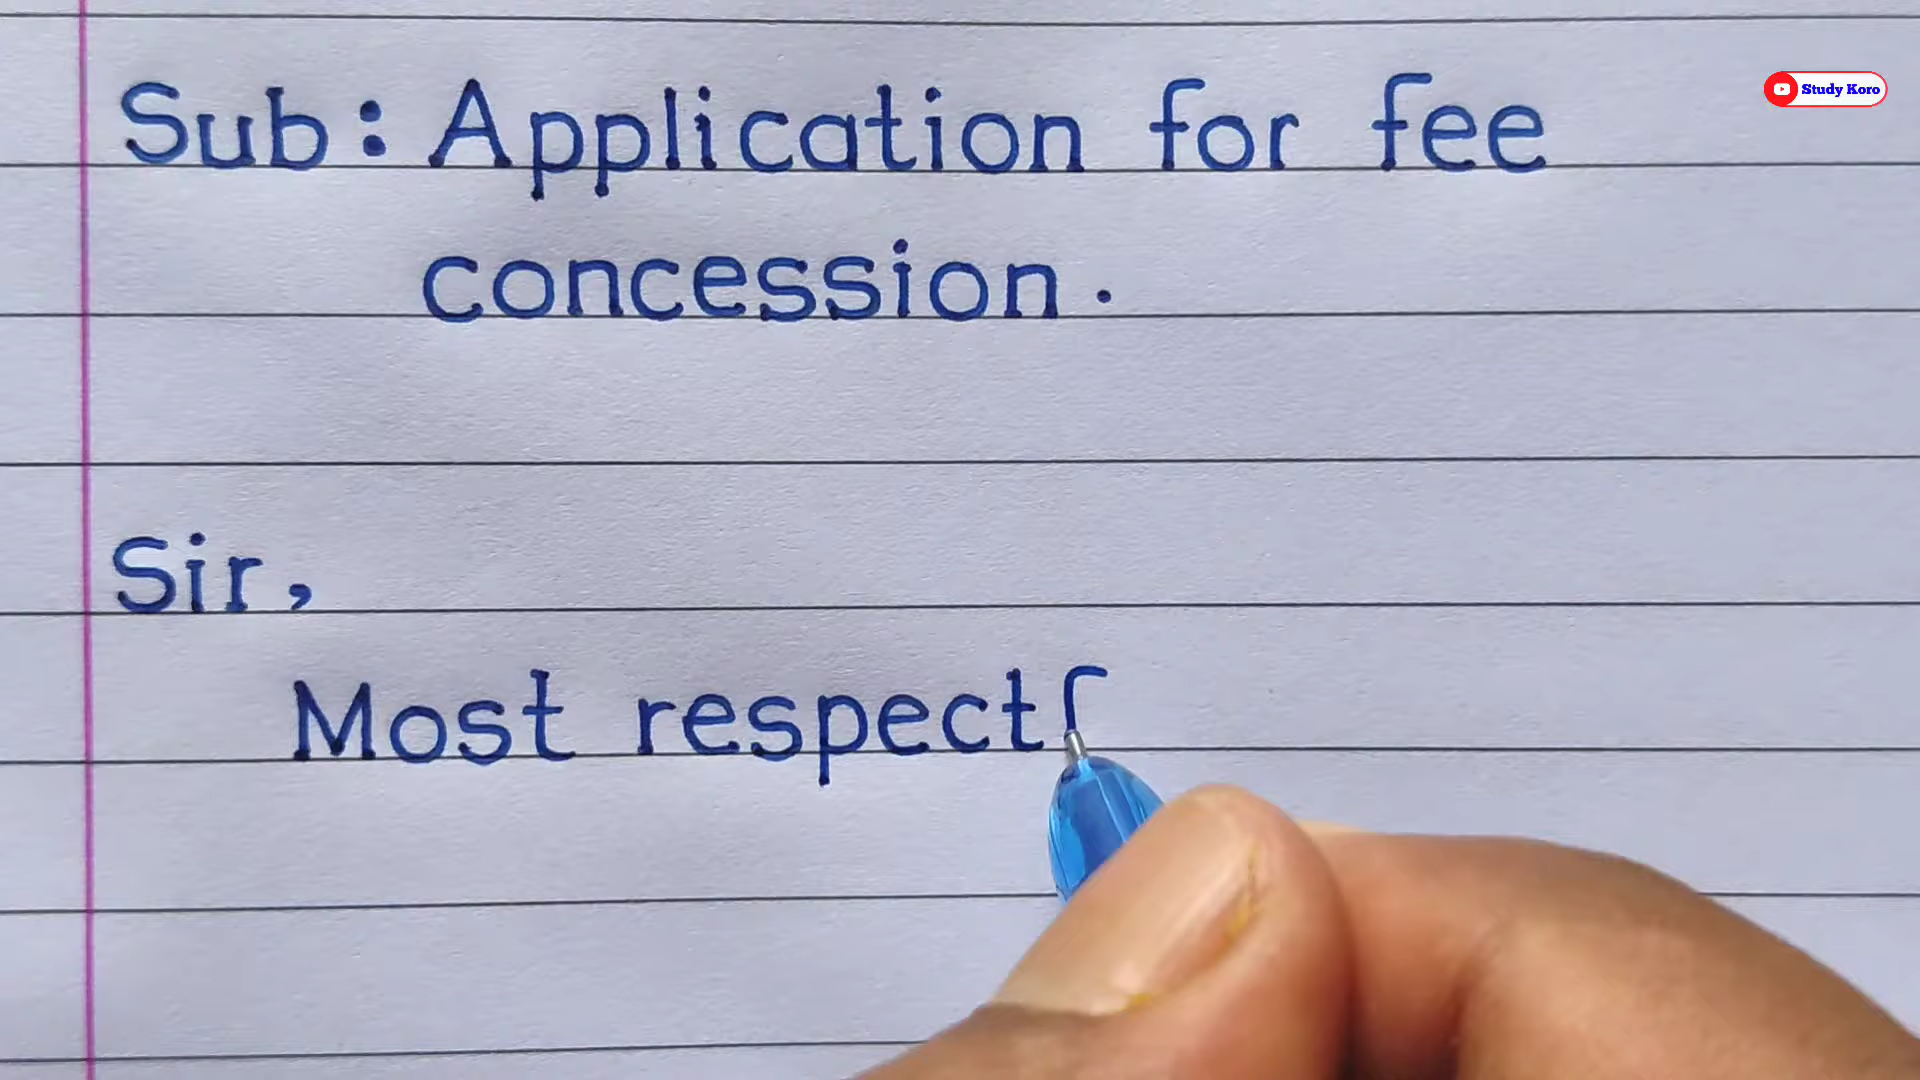 Sub: Application for fee
concession.
Study Koro
Sir,
Most respectf